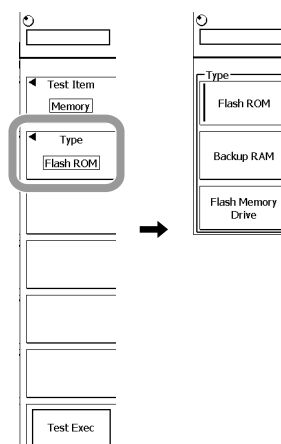 Test Item
Memory
Type
Flash ROM
Test Exec
Type
Flash ROM
Backup RAM
Flash Memory
Drive